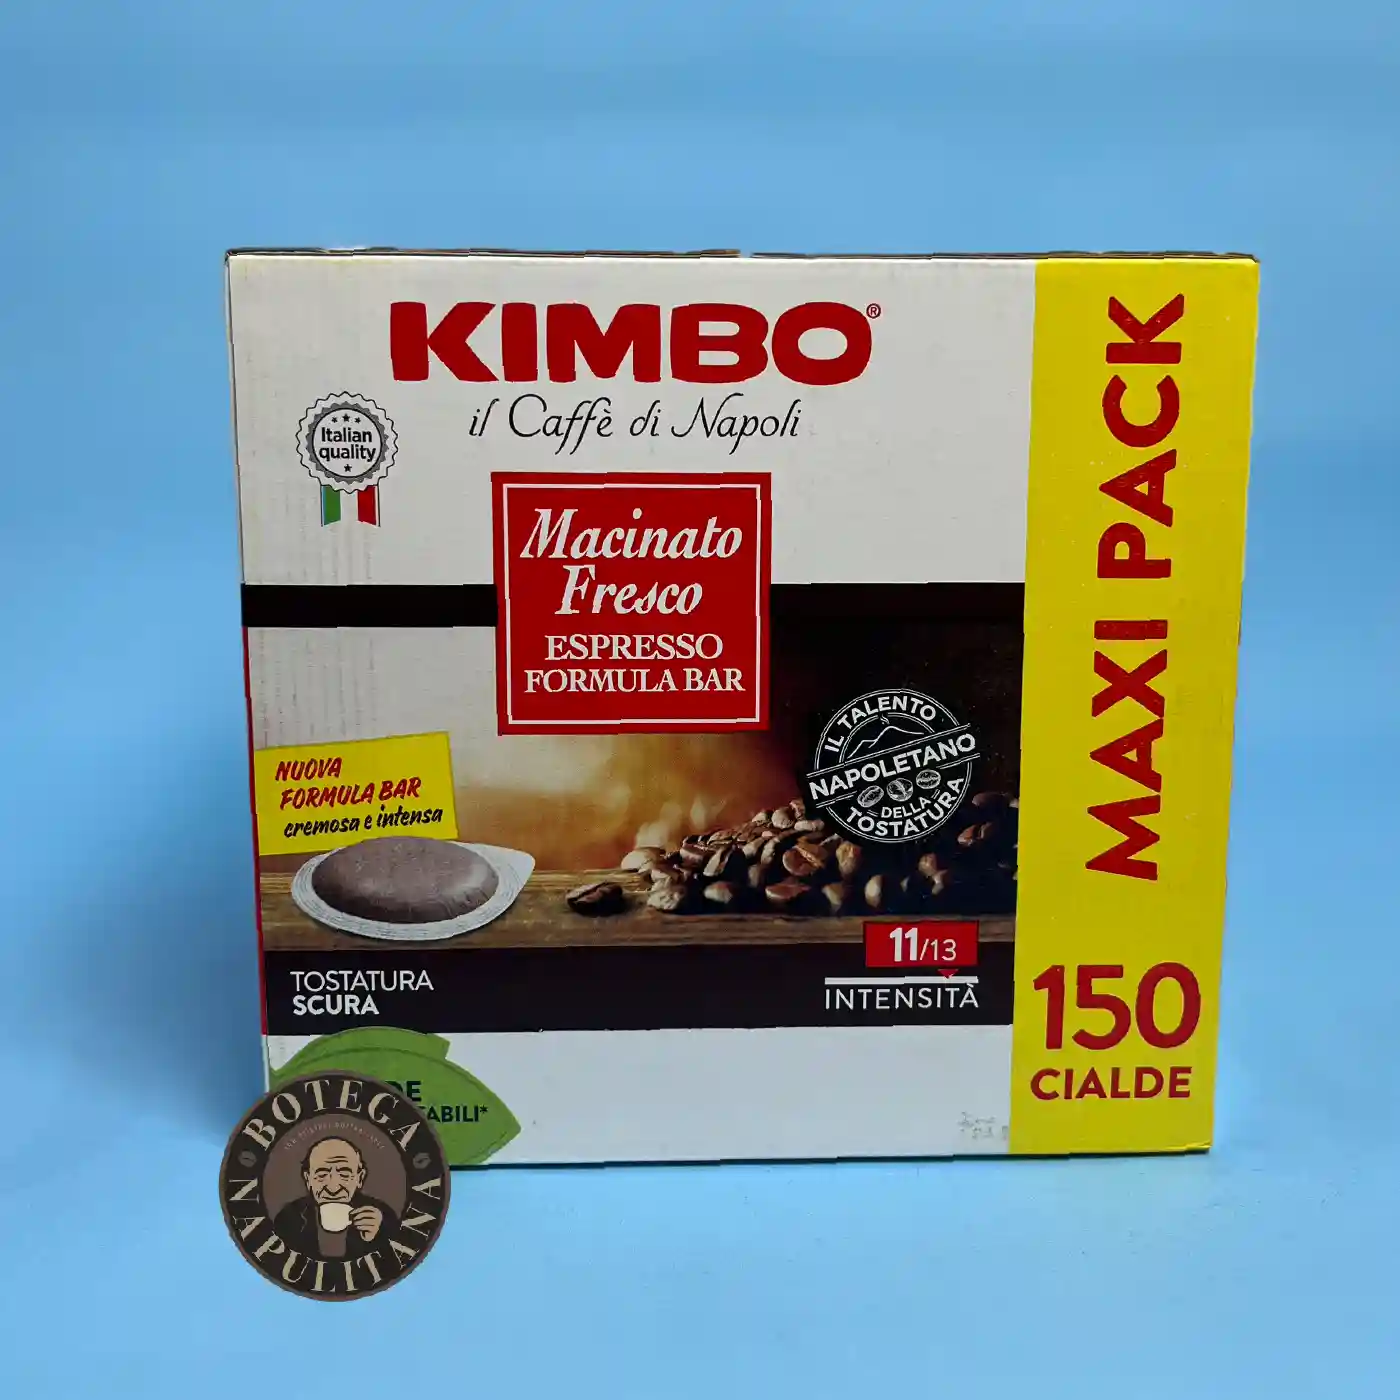 KIMBO®
il Caffè di Napoli
Italian
quality
Macinato
Fresco
ESPRESSO
FORMULA BAR
MAXI PACK
IL TALENTO
NAPOLETANO
DELLA
TOSTATURA
NUOVA
FORMULA BAR
cremosa e intensa
11/13
INTENSITÀ
TOSTATURA
SCURA
150
CIALDE
BOTEGA
NAPULITANA